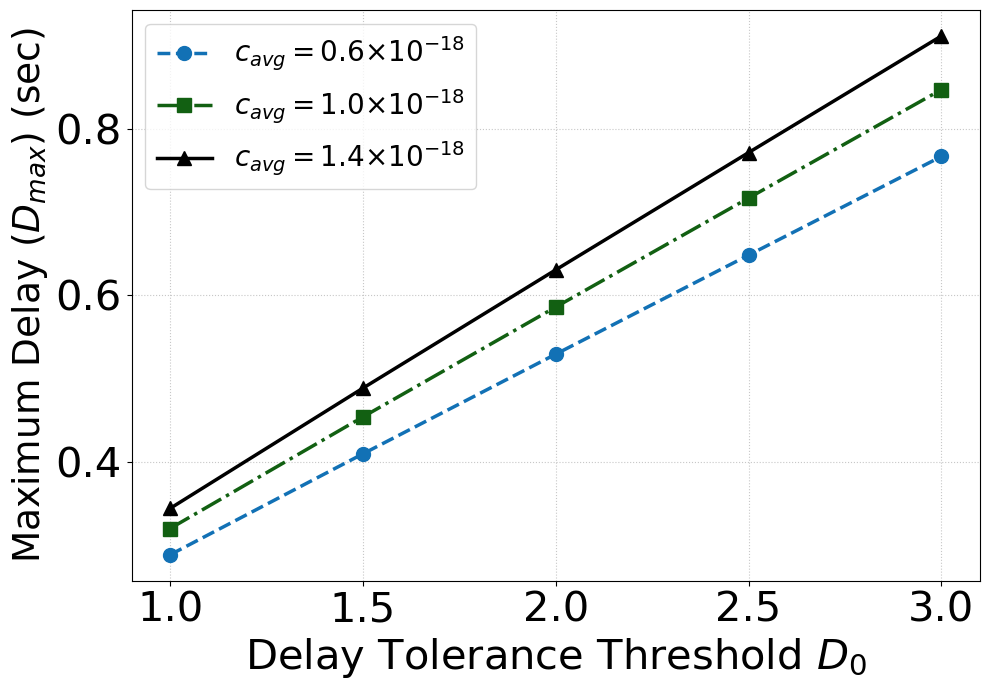 c_avg = 0.6×10⁻¹⁸
c_avg = 1.0×10⁻¹⁸
c_avg = 1.4×10⁻¹⁸
Maximum Delay (D_max) (sec)
0.8
0.6
0.4
1.0 1.5 2.0 2.5 3.0
Delay Tolerance Threshold D₀